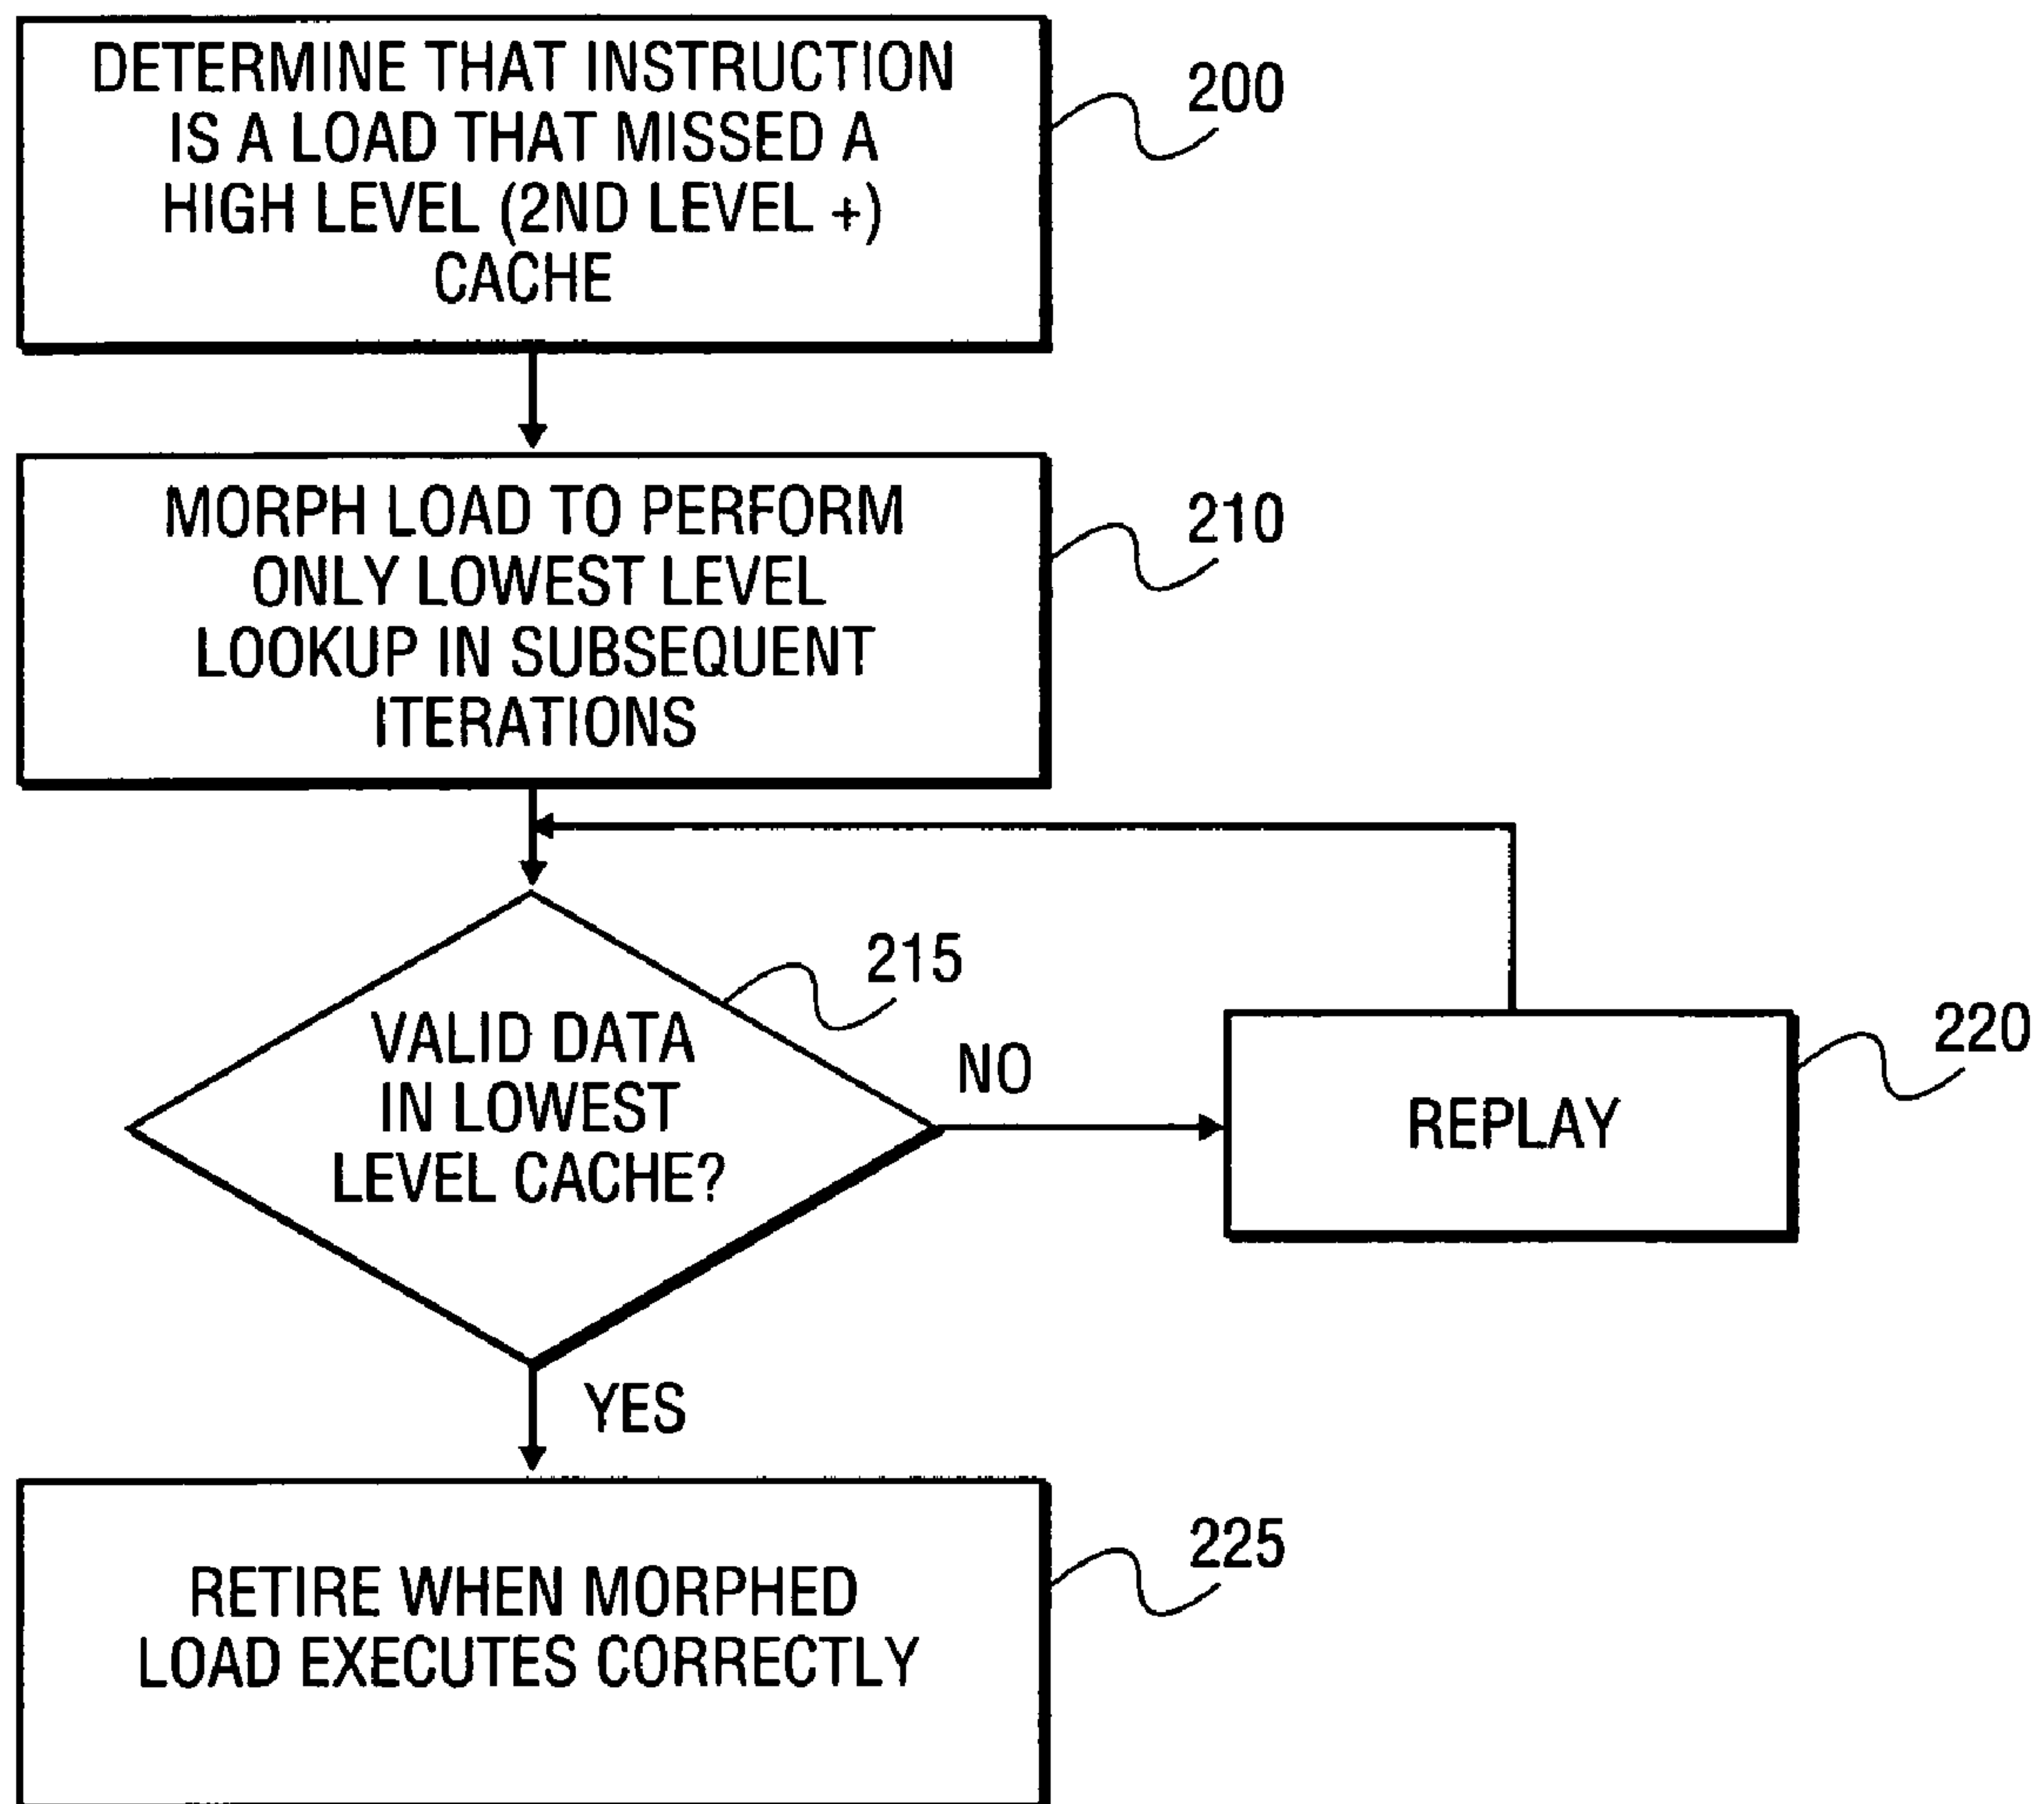 DETERMINE THAT INSTRUCTION
IS A LOAD THAT MISSED A
HIGH LEVEL (2ND LEVEL +)
CACHE
200
MORPH LOAD TO PERFORM
ONLY LOWEST LEVEL
LOOKUP IN SUBSEQUENT
ITERATIONS
210
VALID DATA
IN LOWEST
LEVEL CACHE?
215
NO
REPLAY
220
YES
RETIRE WHEN MORPHED
LOAD EXECUTES CORRECTLY
225